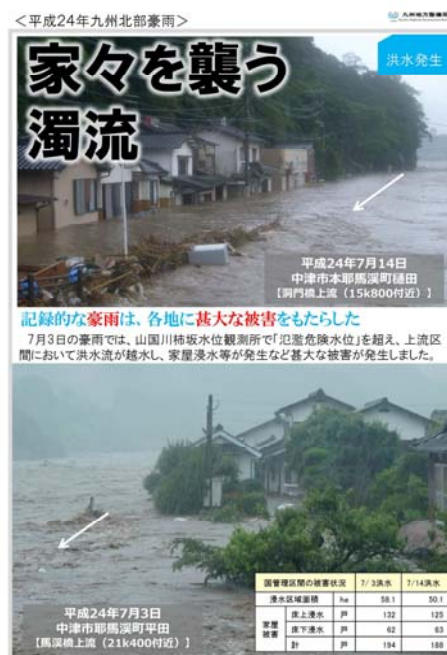 ＜平成24年九州北部豪雨＞
九州地方整備局
家々を襲う
濁流
洪水発生
平成24年7月14日
中津市本耶馬渓町樋田
【洞門橋上流（15k800付近）】
記録的な豪雨は、各地に甚大な被害をもたらした
7月3日の豪雨では、山国川柿坂水位観測所で「氾濫危険水位」を超え、上流区
間において洪水流が越水し、家屋浸水等が発生など甚大な被害が発生しました。
平成24年7月3日
中津市耶馬溪町平田
【馬溪橋上流（21k400付近）】
国管理区間の被害状況 7/3洪水 7/14洪水
浸水区域面積 ha 58.1 50.1
家屋被害 床上浸水 戸 132 125
床下浸水 戸 62 63
計 戸 194 188